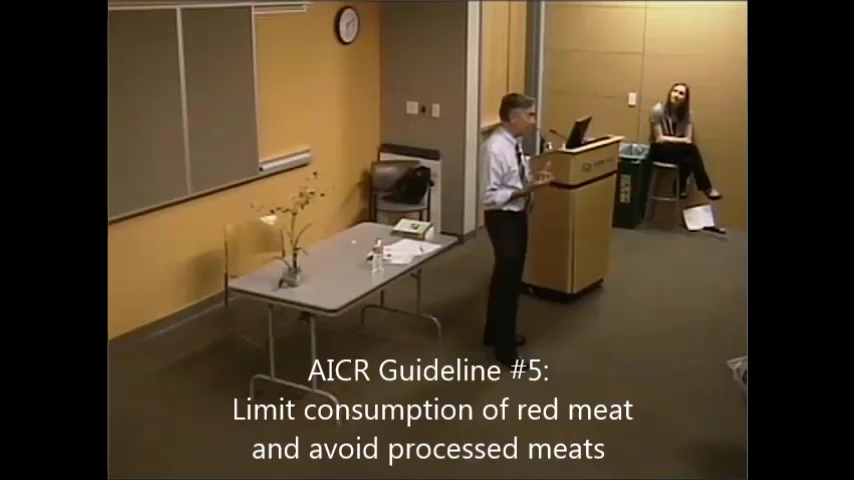 AICR Guideline #5:
Limit consumption of red meat
and avoid processed meats